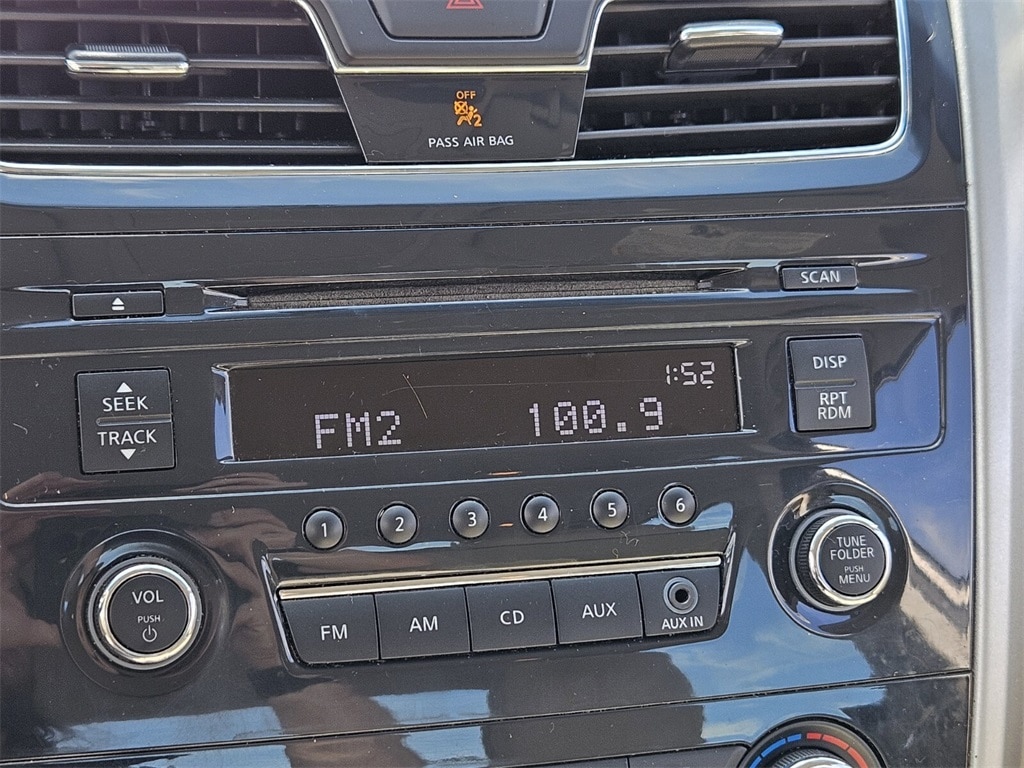 OFF
2
PASS AIR BAG
SCAN
SEEK
TRACK
1:52
FM2 100.9
DISP
RPT
RDM
1 2 3 4 5 6
VOL
PUSH
TUNE
FOLDER
PUSH
MENU
FM AM CD AUX
AUX IN